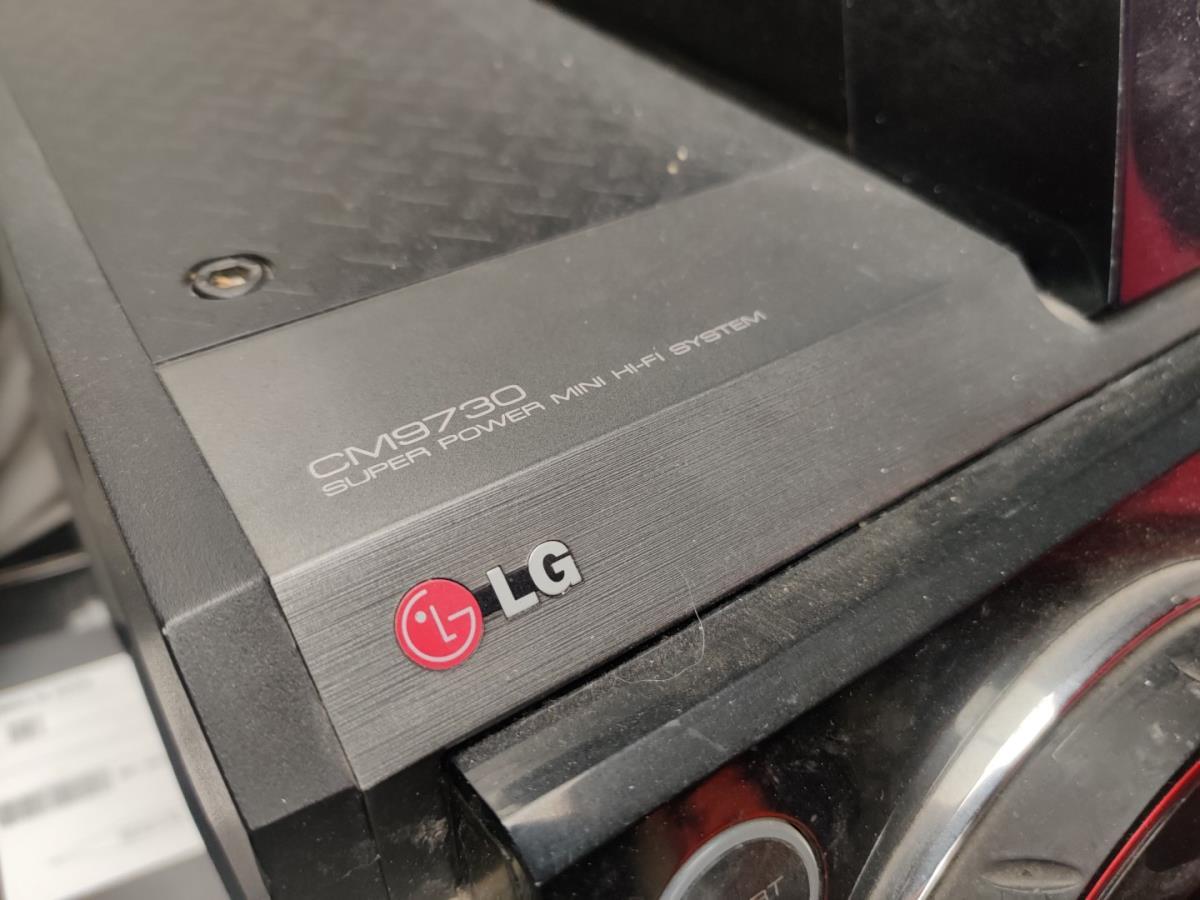 CM9730
SUPER POWER MINI HI-Fi SYSTEM
LG